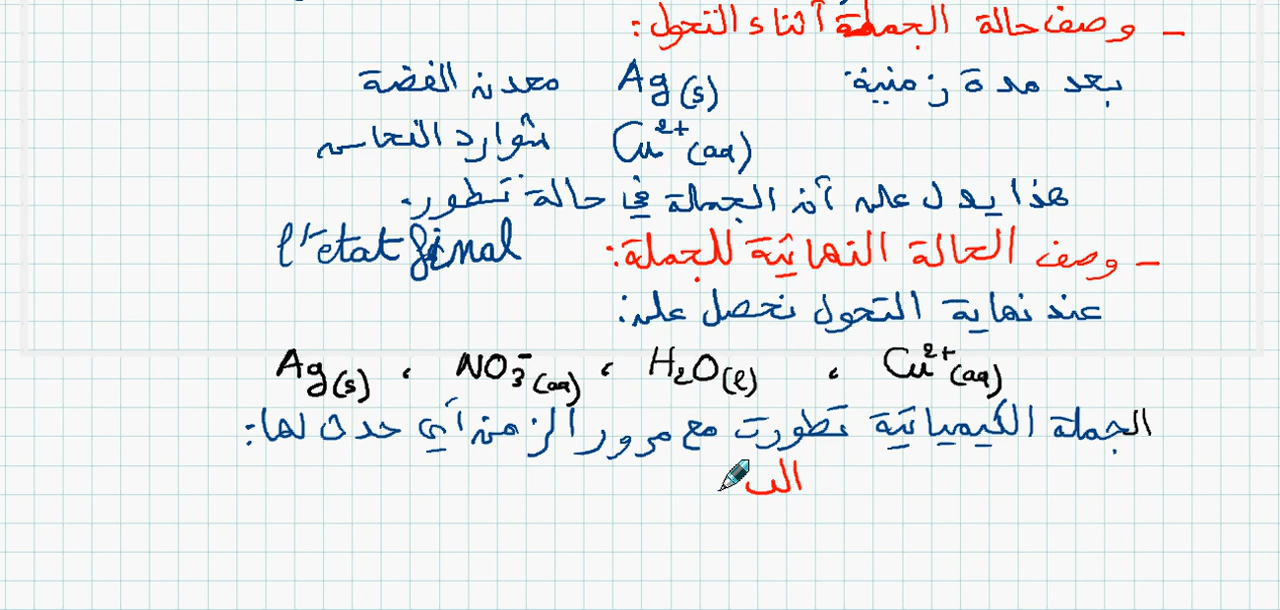 - وصف حالة الجملة أثناء التحول:
بعد مدة زمنية: Ag(s) معدن الفضة
Cu²⁺(aq) شوارد النحاس
هذا يدل على أن الجملة في حالة تطور.
- وصف الحالة النهائية للجملة: l'état final
عند نهاية التحول نحصل على:
Cu²⁺(aq) ، H₂O(l) ، NO₃⁻(aq) ، Ag(s)
الجملة الكيميائية تطورت مع مرور الزمن أي حدث لها: